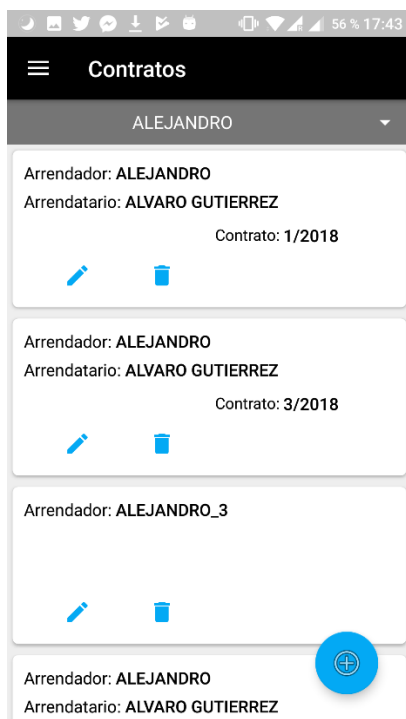 56 % 17:43
Contratos
ALEJANDRO
Arrendador: ALEJANDRO
Arrendatario: ALVARO GUTIERREZ
Contrato: 1/2018
Arrendador: ALEJANDRO
Arrendatario: ALVARO GUTIERREZ
Contrato: 3/2018
Arrendador: ALEJANDRO_3
Arrendador: ALEJANDRO
Arrendatario: ALVARO GUTIERREZ